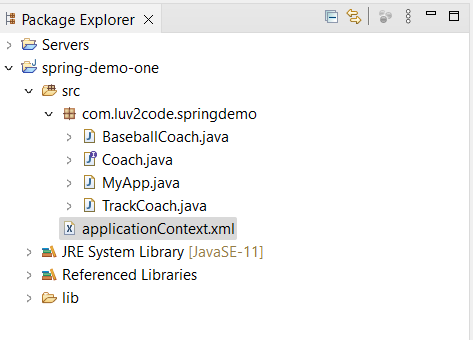 Package Explorer
Servers
spring-demo-one
src
com.luv2code.springdemo
BaseballCoach.java
Coach.java
MyApp.java
TrackCoach.java
applicationContext.xml
JRE System Library [JavaSE-11]
Referenced Libraries
lib